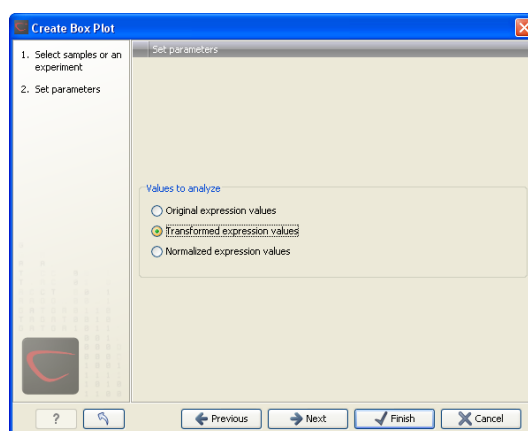 Create Box Plot
1. Select samples or an
experiment
2. Set parameters
Set parameters
Values to analyze
Original expression values
Transformed expression values
Normalized expression values
?
Previous
Next
Finish
Cancel